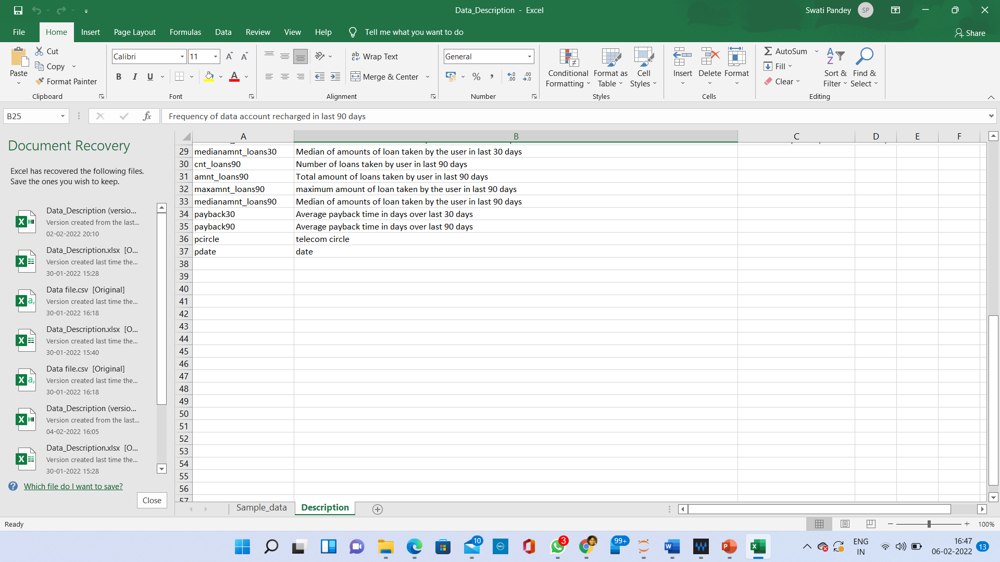 Data_Description - Excel
Swati Pandey SP
File Home Insert Page Layout Formulas Data Review View Help Tell me what you want to do Share
Paste
Cut
Copy
Format Painter
Clipboard
Calibri 11 A A
B I U A
Font
Wrap Text
Merge & Center
Alignment
General
% , .00
Number
Conditional Formatting
Format as Table
Cell Styles
Styles
Insert Delete Format
Cells
AutoSum
Fill
Clear
Sort & Filter
Find & Select
Editing
B25 fx Frequency of data account recharged in last 90 days
Document Recovery
Excel has recovered the following files.
Save the ones you wish to keep.
Data_Description (versio...
Version created from the last...
02-02-2022 20:10
Data_Description.xlsx [O...
Version created last time the...
30-01-2022 15:28
Data file.csv [Original]
Version created last time the...
30-01-2022 16:18
Data_Description.xlsx [O...
Version created last time the...
30-01-2022 15:40
Data file.csv [Original]
Version created last time the...
30-01-2022 16:18
Data_Description (versio...
Version created from the last...
04-02-2022 16:05
Data_Description.xlsx [O...
Version created last time the...
30-01-2022 15:28
Which file do I want to save?
Close
A B C D E F
29 medianamnt_loans30 Median of amounts of loan taken by the user in last 30 days
30 cnt_loans90 Number of loans taken by user in last 90 days
31 amnt_loans90 Total amount of loans taken by user in last 90 days
32 maxamnt_loans90 maximum amount of loan taken by the user in last 90 days
33 medianamnt_loans90 Median of amounts of loan taken by the user in last 90 days
34 payback30 Average payback time in days over last 30 days
35 payback90 Average payback time in days over last 90 days
36 pcircle telecom circle
37 pdate date
38
39
40
41
42
43
44
45
46
47
48
49
50
51
52
53
54
55
56
57
Sample_data Description
Ready
100%
10 3 99+
ENG
IN
16:47
06-02-2022
13